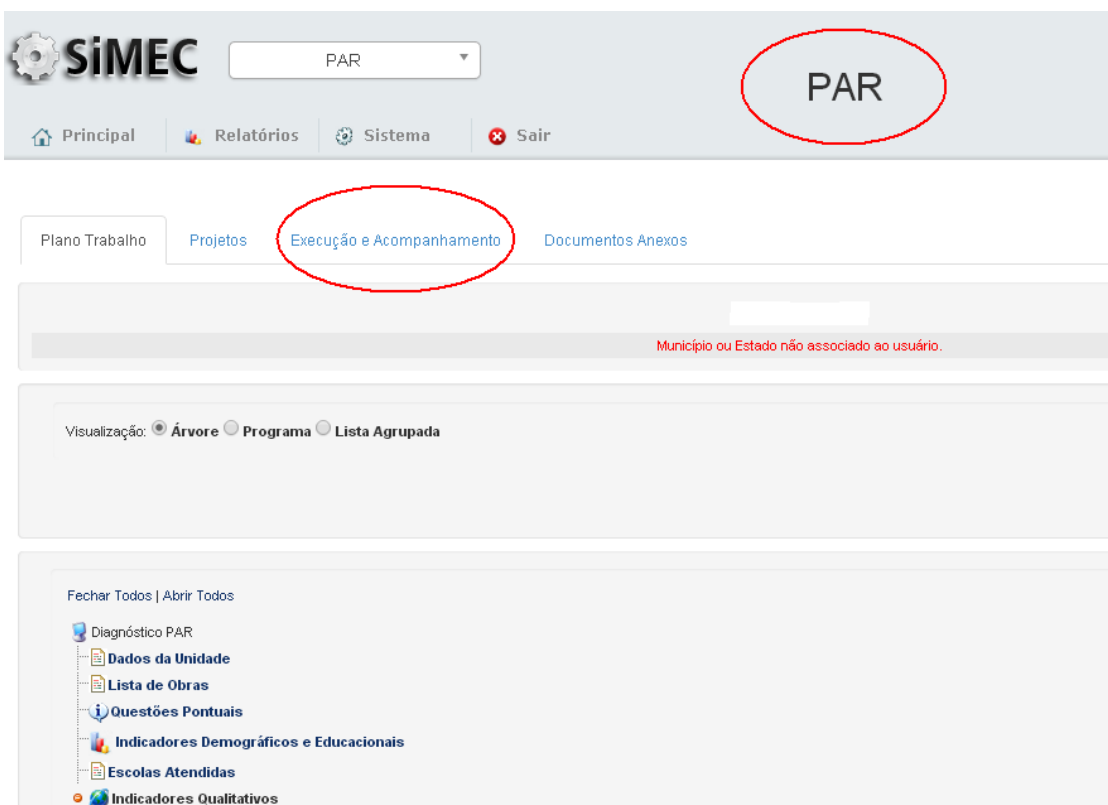 SiMEC
PAR
PAR
Principal
Relatórios
Sistema
Sair
Plano Trabalho
Projetos
Execução e Acompanhamento
Documentos Anexos
Município ou Estado não associado ao usuário.
Visualização: Árvore Programa Lista Agrupada
Fechar Todos | Abrir Todos
Diagnóstico PAR
Dados da Unidade
Lista de Obras
Questões Pontuais
Indicadores Demográficos e Educacionais
Escolas Atendidas
Indicadores Qualitativos